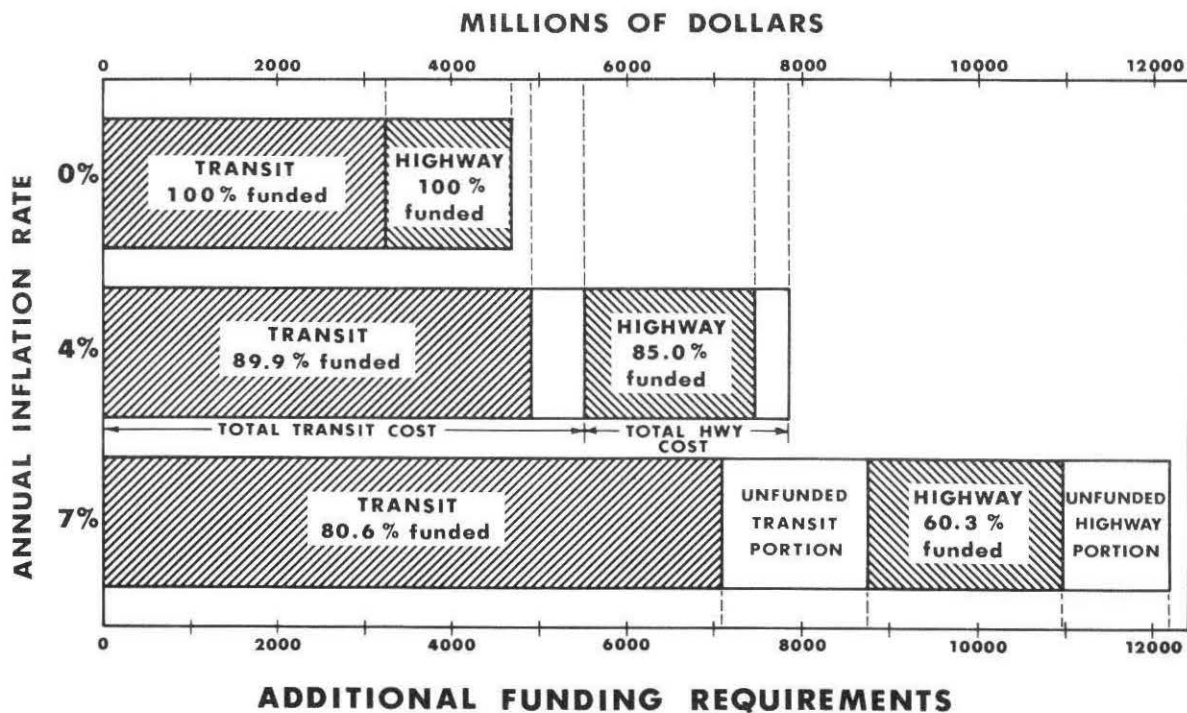 MILLIONS OF DOLLARS
0 2000 4000 6000 8000 10000 12000
ANNUAL INFLATION RATE
0%
TRANSIT
100% funded
HIGHWAY
100 %
funded
4%
TRANSIT
89.9 % funded
HIGHWAY
85.0%
funded
TOTAL TRANSIT COST
TOTAL HWY
COST
7%
TRANSIT
80.6 % funded
UNFUNDED
TRANSIT
PORTION
HIGHWAY
60.3 %
funded
UNFUNDED
HIGHWAY
PORTION
0 2000 4000 6000 8000 10000 12000
ADDITIONAL FUNDING REQUIREMENTS